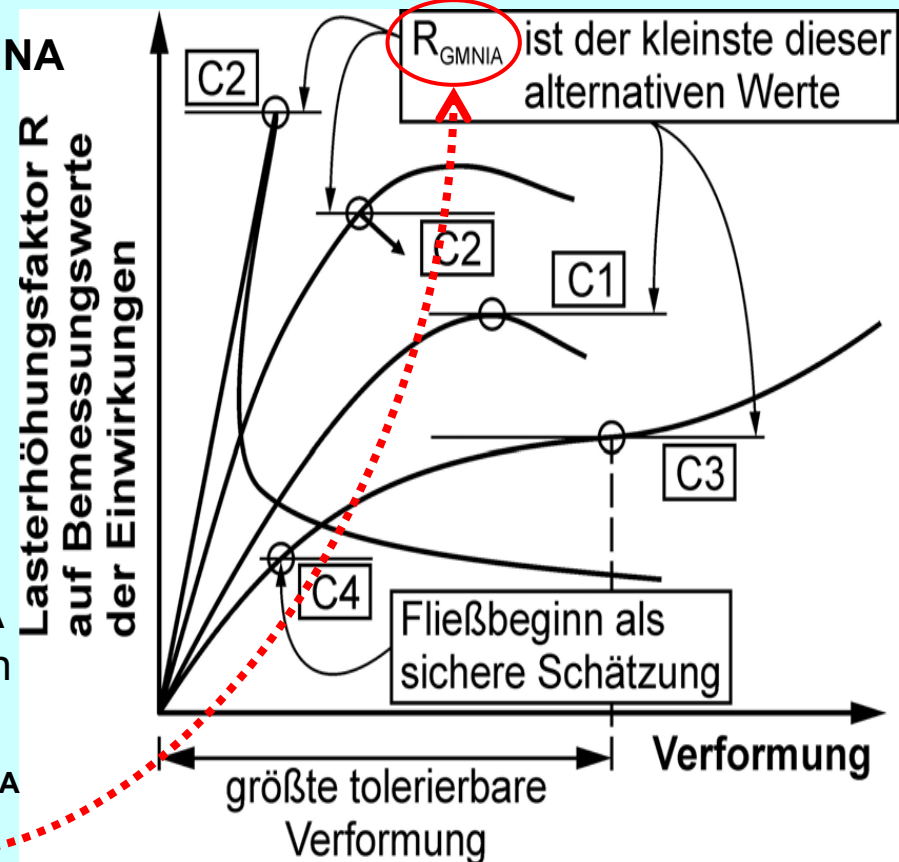 NA
R_GMNIA ist der kleinste dieser
alternativen Werte
C2
Lasterhöhungsfaktor R
auf Bemessungswerte
der Einwirkungen
C2
C1
C3
C4
Fließbeginn als
sichere Schätzung
n
A
Verformung
größte tolerierbare
Verformung